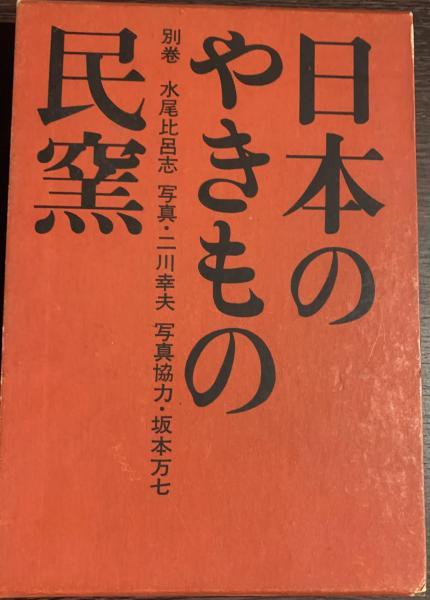 日本の
やきもの
別巻 水尾比呂志 写真・二川幸夫 写真協力・坂本万七
民窯